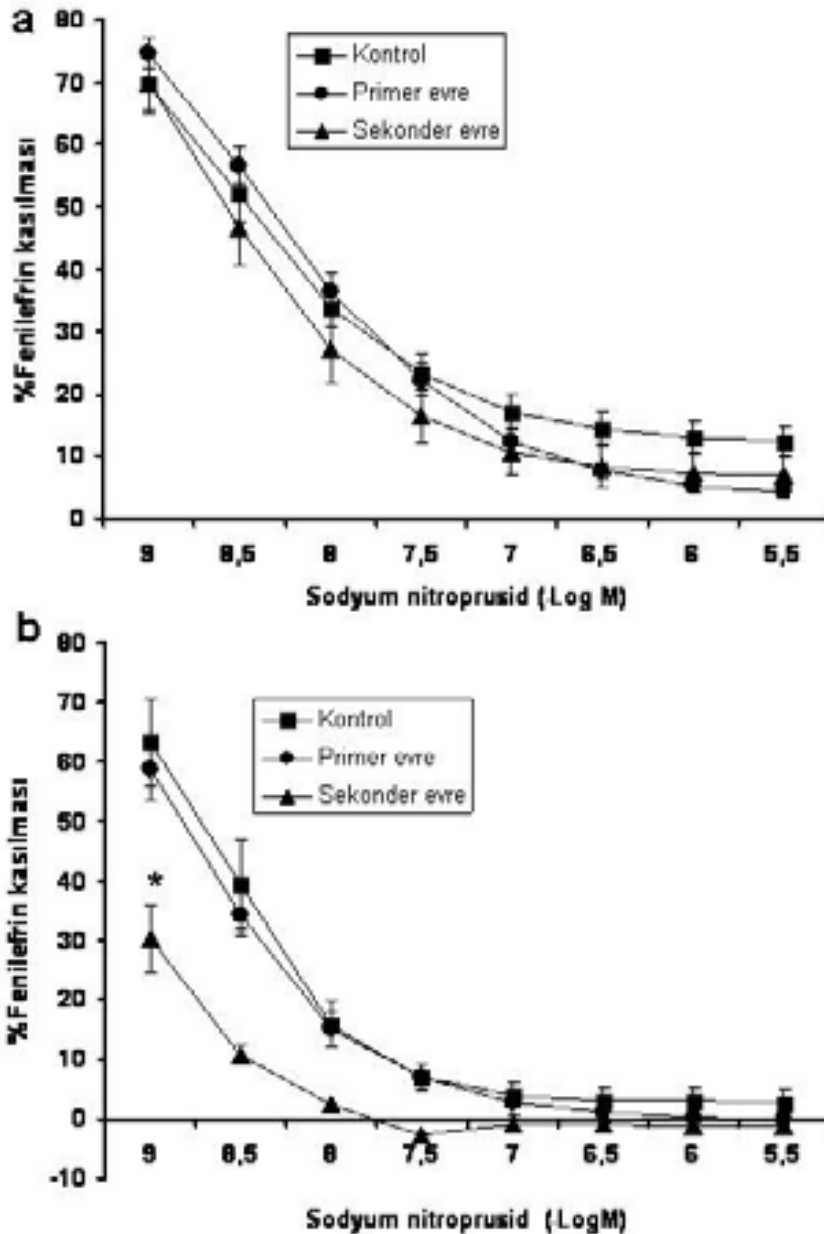 a
80
70
60
50
40
30
20
10
0
%Fenilefrin kasılması
Kontrol
Primer evre
Sekonder evre
9 8,5 8 7,5 7 6,5 6 5,5
Sodyum nitroprusid (-Log M)
b
80
70
60
50
40
30
20
10
0
-10
%Fenilefrin kasılması
Kontrol
Primer evre
Sekonder evre
*
9 8,5 8 7,5 7 6,5 6 5,5
Sodyum nitroprusid (-LogM)